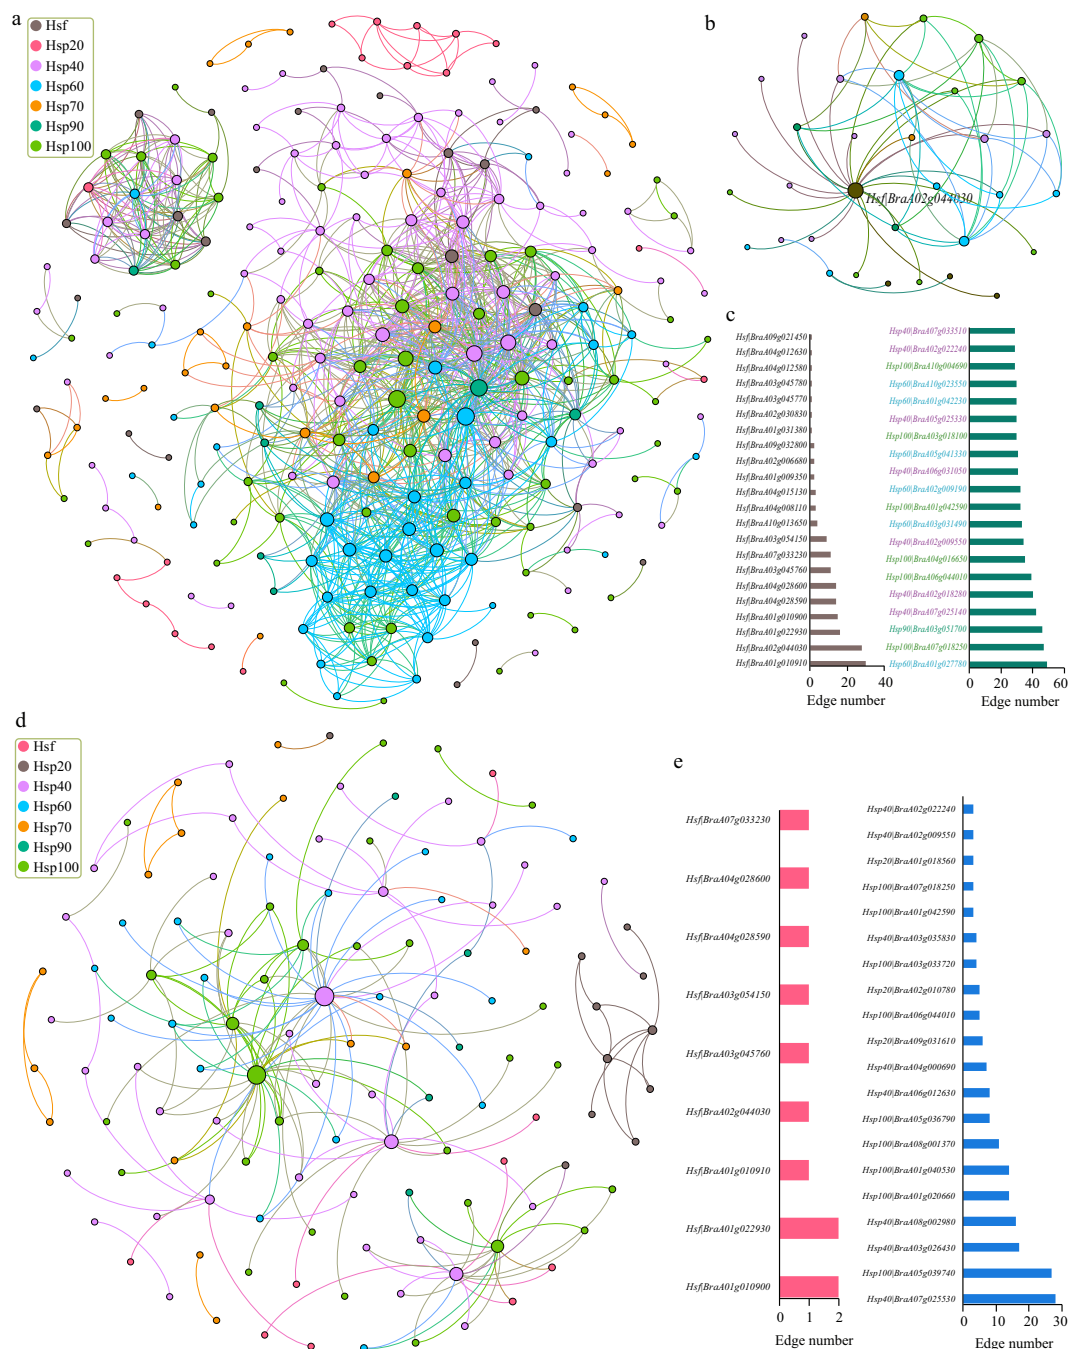 a
Hsf
Hsp20
Hsp40
Hsp60
Hsp70
Hsp90
Hsp100
b
Hsf|BraA02g044030
c
Hsf|BraA09g021450
Hsf|BraA04g012630
Hsf|BraA04g012580
Hsf|BraA03g045780
Hsf|BraA03g045770
Hsf|BraA02g030830
Hsf|BraA01g031380
Hsf|BraA09g032800
Hsf|BraA02g006680
Hsf|BraA01g009350
Hsf|BraA04g015130
Hsf|BraA04g008110
Hsf|BraA10g013650
Hsf|BraA03g054150
Hsf|BraA07g033230
Hsf|BraA03g045760
Hsf|BraA04g028600
Hsf|BraA04g028590
Hsf|BraA01g010900
Hsf|BraA01g022930
Hsf|BraA02g044030
Hsf|BraA01g010910
0 20 40
Edge number
Hsp40|BraA07g033510
Hsp40|BraA02g022240
Hsp100|BraA10g004690
Hsp60|BraA10g023550
Hsp60|BraA01g042230
Hsp40|BraA05g025330
Hsp100|BraA03g018100
Hsp60|BraA05g041330
Hsp40|BraA06g031050
Hsp60|BraA02g009190
Hsp100|BraA01g042590
Hsp60|BraA03g031490
Hsp40|BraA02g009550
Hsp100|BraA04g016650
Hsp100|BraA06g044010
Hsp40|BraA02g018280
Hsp40|BraA07g025140
Hsp90|BraA03g051700
Hsp100|BraA07g018250
Hsp60|BraA01g027780
0 20 40 60
Edge number
d
Hsf
Hsp20
Hsp40
Hsp60
Hsp70
Hsp90
Hsp100
e
Hsf|BraA07g033230
Hsf|BraA04g028600
Hsf|BraA04g028590
Hsf|BraA03g054150
Hsf|BraA03g045760
Hsf|BraA02g044030
Hsf|BraA01g010910
Hsf|BraA01g022930
Hsf|BraA01g010900
0 1 2
Edge number
Hsp40|BraA02g022240
Hsp40|BraA02g009550
Hsp20|BraA01g018560
Hsp100|BraA07g018250
Hsp100|BraA01g042590
Hsp40|BraA03g035830
Hsp100|BraA03g033720
Hsp20|BraA02g010780
Hsp100|BraA06g044010
Hsp20|BraA09g031610
Hsp40|BraA04g000690
Hsp40|BraA06g012630
Hsp100|BraA05g036790
Hsp100|BraA08g001370
Hsp100|BraA01g040530
Hsp100|BraA01g020660
Hsp40|BraA08g002980
Hsp40|BraA03g026430
Hsp100|BraA05g039740
Hsp40|BraA07g025530
0 10 20 30
Edge number